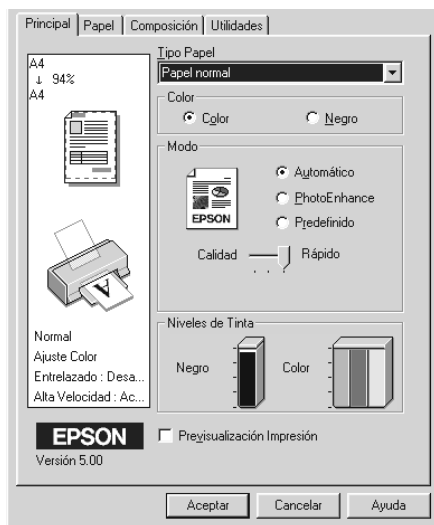 Principal Papel Composición Utilidades
A4
↓ 94%
A4
Tipo Papel
Papel normal
Color
Color Negro
Modo
EPSON
Automático
PhotoEnhance
Predefinido
Calidad Rápido
A
Normal
Ajuste Color
Entrelazado : Desa...
Alta Velocidad : Ac...
Niveles de Tinta
Negro Color
EPSON
Versión 5.00
Previsualización Impresión
Aceptar Cancelar Ayuda